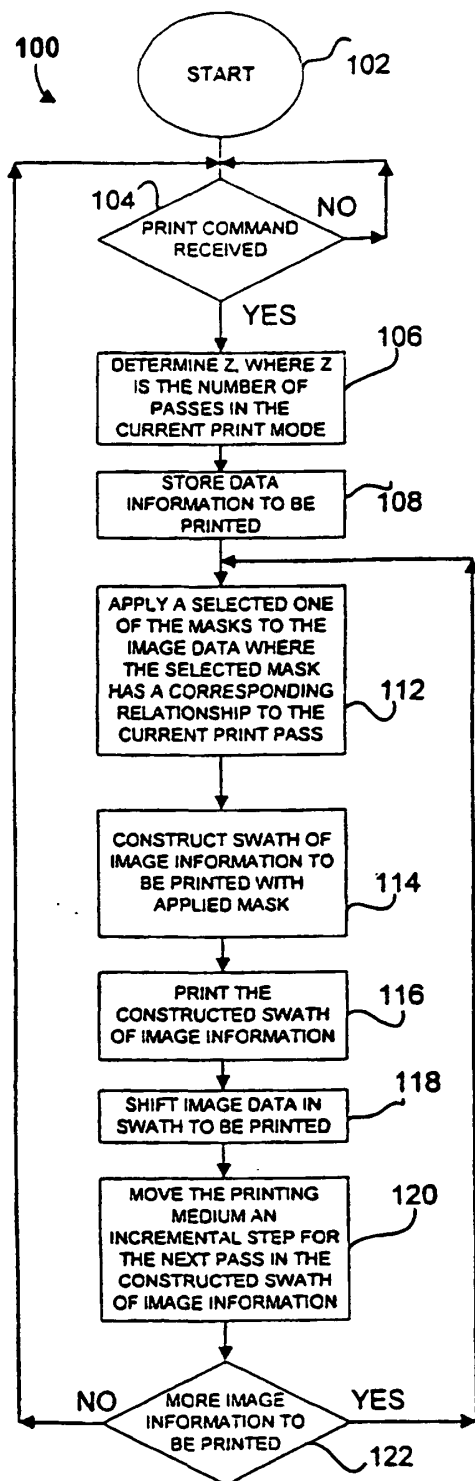 100
START
102
104
NO
PRINT COMMAND
RECEIVED
YES
106
DETERMINE Z, WHERE Z
IS THE NUMBER OF
PASSES IN THE
CURRENT PRINT MODE
STORE DATA
INFORMATION TO BE
PRINTED
108
APPLY A SELECTED ONE
OF THE MASKS TO THE
IMAGE DATA WHERE
THE SELECTED MASK
HAS A CORRESPONDING
RELATIONSHIP TO THE
CURRENT PRINT PASS
112
CONSTRUCT SWATH OF
IMAGE INFORMATION TO
BE PRINTED WITH
APPLIED MASK
114
PRINT THE
CONSTRUCTED SWATH
OF IMAGE INFORMATION
116
SHIFT IMAGE DATA IN
SWATH TO BE PRINTED
118
MOVE THE PRINTING
MEDIUM AN
INCREMENTAL STEP FOR
THE NEXT PASS IN THE
CONSTRUCTED SWATH
OF IMAGE INFORMATION
120
NO
MORE IMAGE
INFORMATION TO
BE PRINTED
YES
122